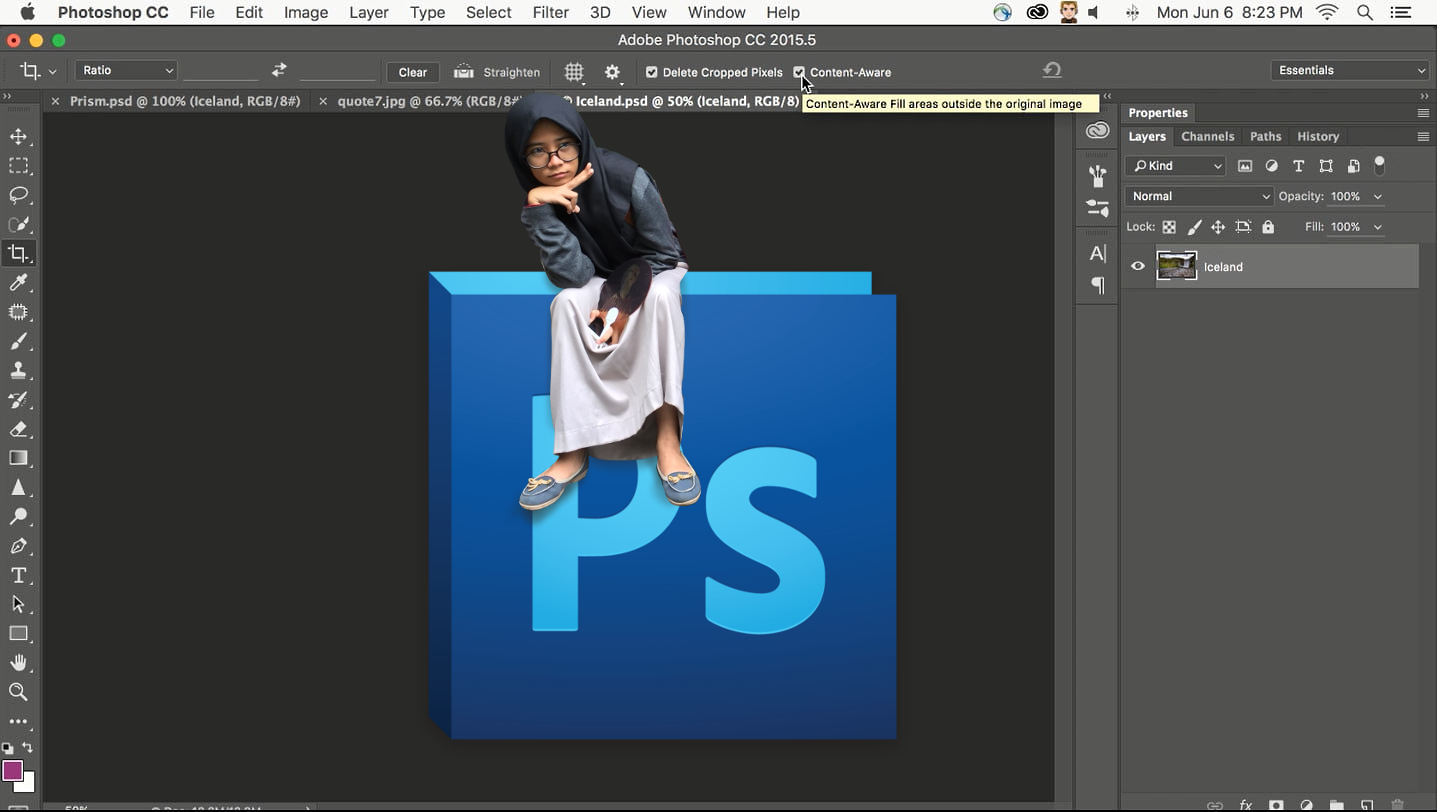 Photoshop CC File Edit Image Layer Type Select Filter 3D View Window Help Mon Jun 6 8:23 PM
Adobe Photoshop CC 2015.5
Ratio Clear Straighten Delete Cropped Pixels Content-Aware Essentials
Prism.psd @ 100% (Iceland, RGB/8#) quote7.jpg @ 66.7% (RGB/8#) Iceland.psd @ 50% (Iceland, RGB/8)
Content-Aware Fill areas outside the original image
Properties
Layers Channels Paths History
Kind
Normal Opacity: 100%
Lock: Fill: 100%
Iceland
Ps